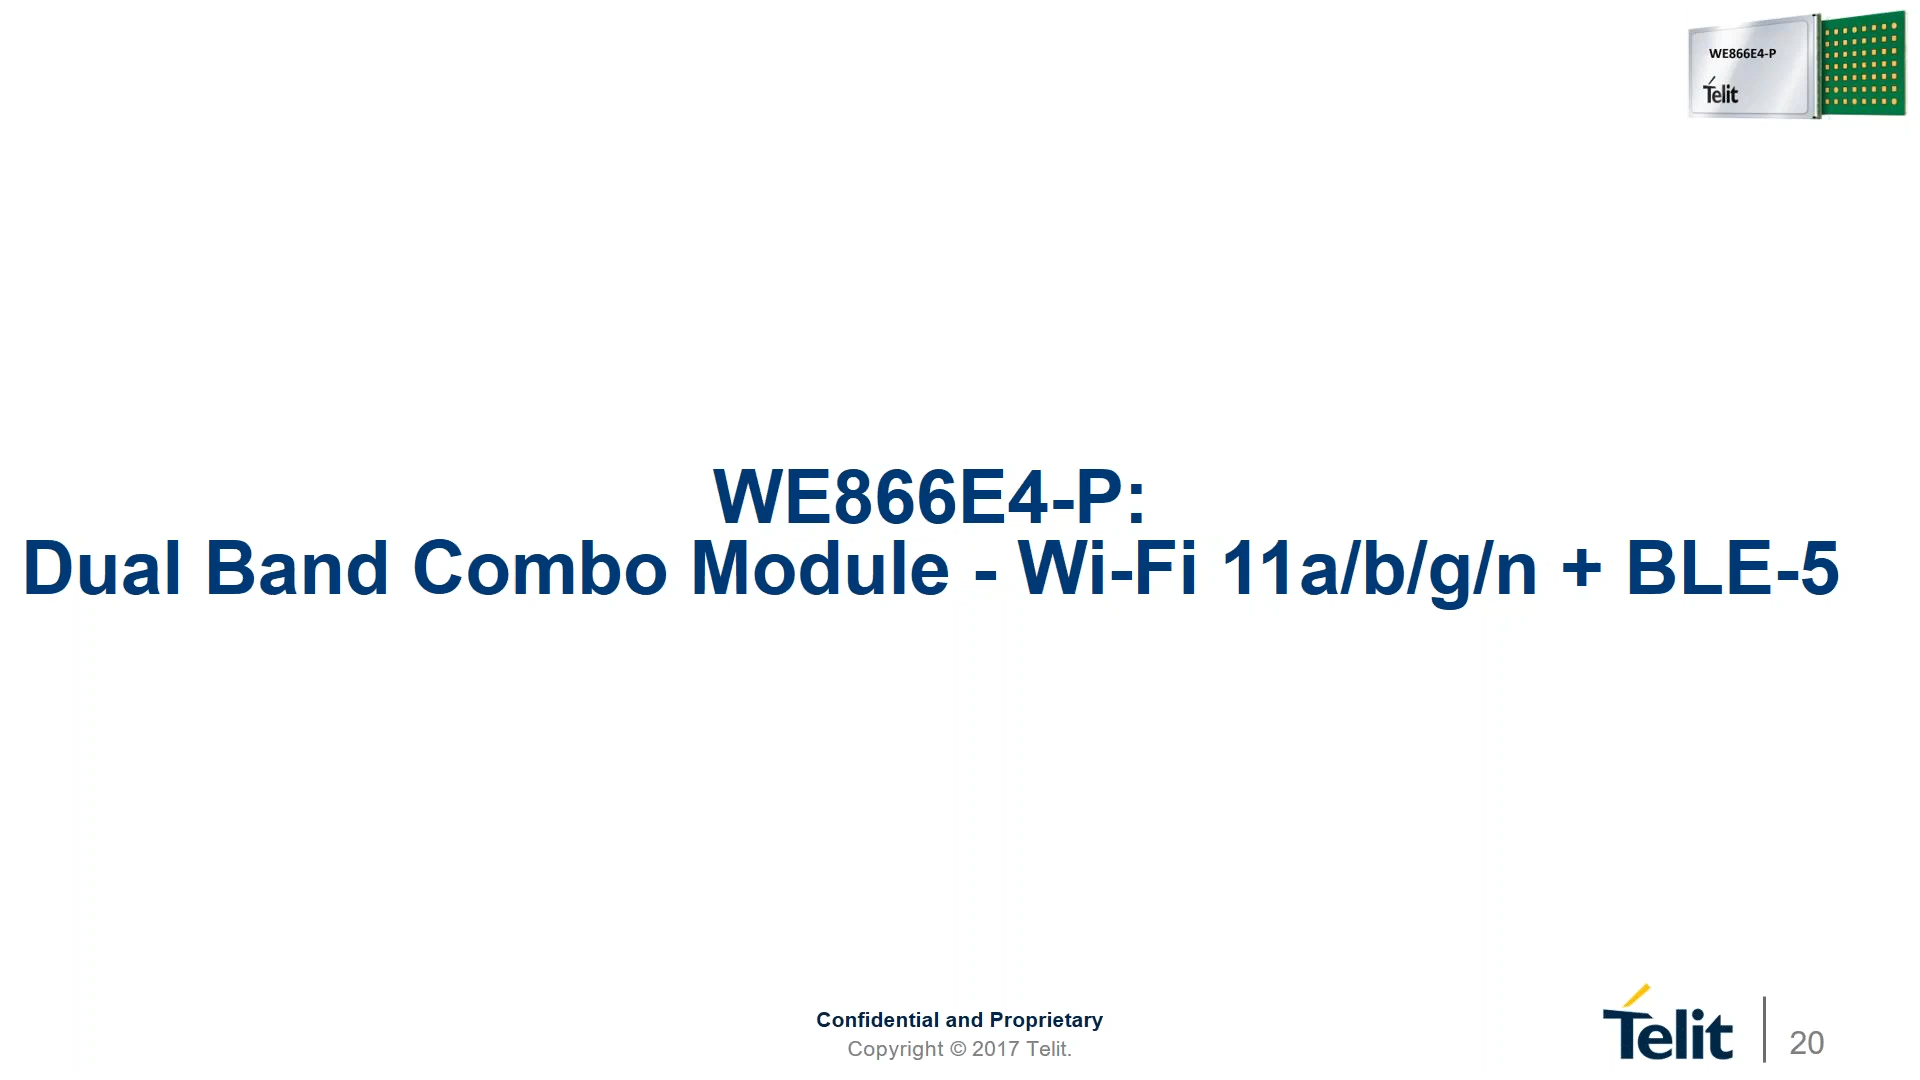 WE866E4-P
Telit
WE866E4-P:
Dual Band Combo Module - Wi-Fi 11a/b/g/n + BLE-5
Confidential and Proprietary
Copyright © 2017 Telit.
Telit
20